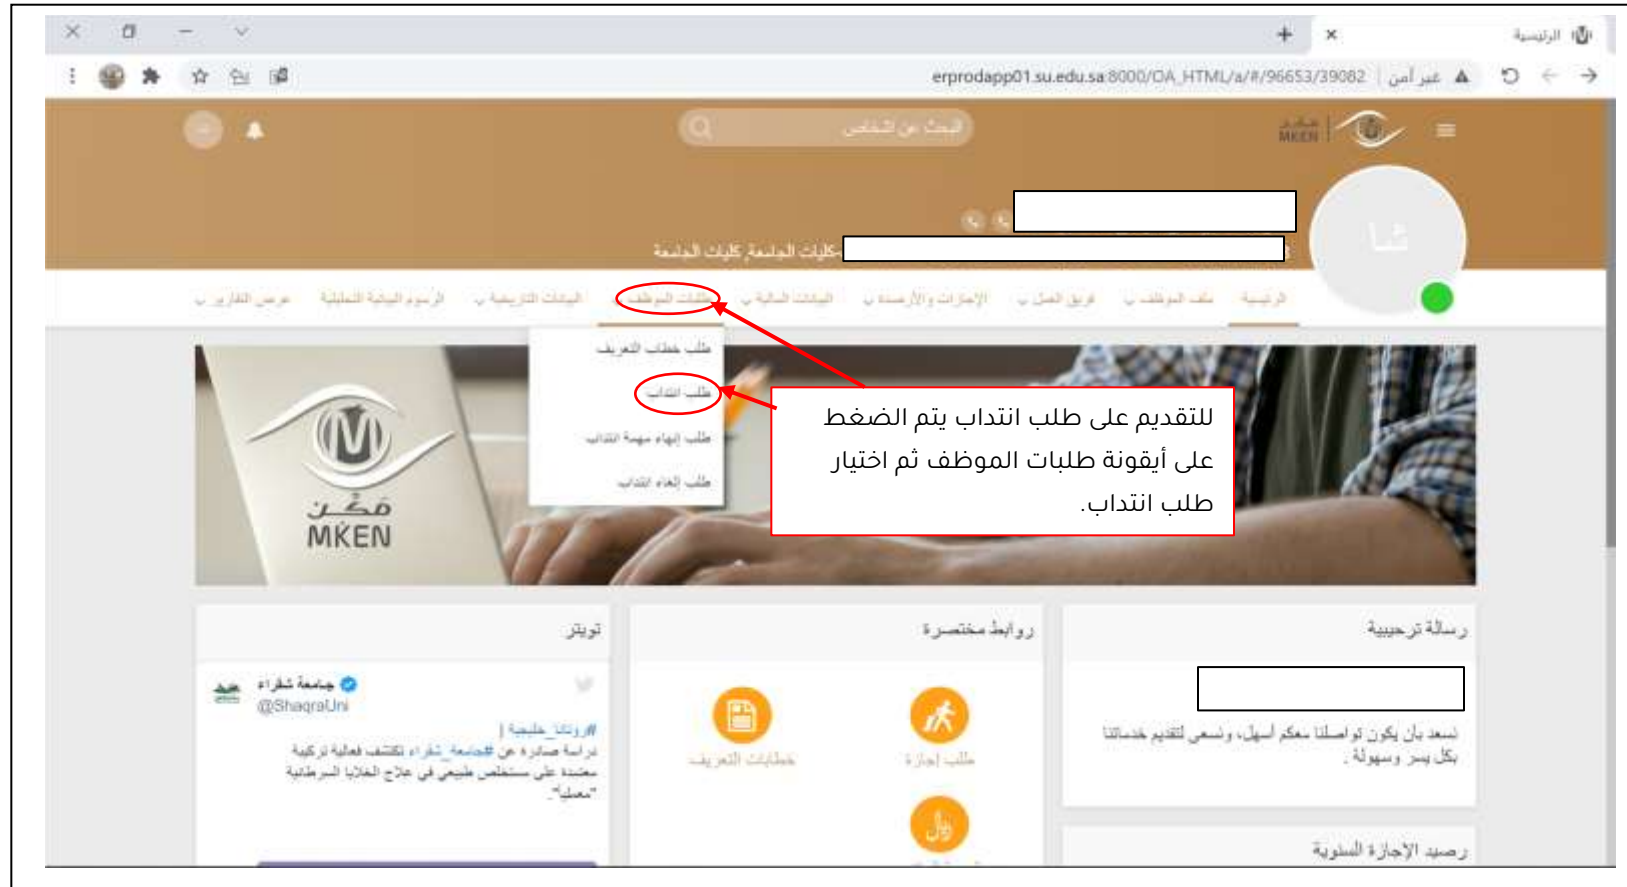 الرئيسية
غير آمن | erprodapp01.su.edu.sa:8000/OA_HTML/a/#/96653/39082
مكن
MKEN
البحث عن أشخاص
ثنا
-كليات الجامعة, كليات الجامعة
الرئيسية
ملف الموظف
فريق العمل
الإجازات والأرصدة
البيانات المالية
طلبات الموظف
البيانات التاريخية
الرسوم البيانية التحليلية
عرض التقارير
طلب خطاب التعريف
طلب انتداب
طلب إنهاء مهمة انتداب
طلب إلغاء انتداب
للتقديم على طلب انتداب يتم الضغط
على أيقونة طلبات الموظف ثم اختيار
طلب انتداب.
مَكْن
MKEN
رسالة ترحيبية
نسعد بأن يكون تواصلنا معكم أسهل، ونسعى لتقديم خدماتنا
بكل يسر وسهولة .
رصيد الإجازة السنوية
روابط مختصرة
طلب إجازة
خطابات التعريف
ريال
تويتر
جامعة شقراء
@ShaqraUni
#روتانا_خليجية |
دراسة صادرة عن #جامعة_شقراء تكتشف فعالية تركيبة
معتمدة على مستخلص طبيعي في علاج الخلايا السرطانية
"معملياً".